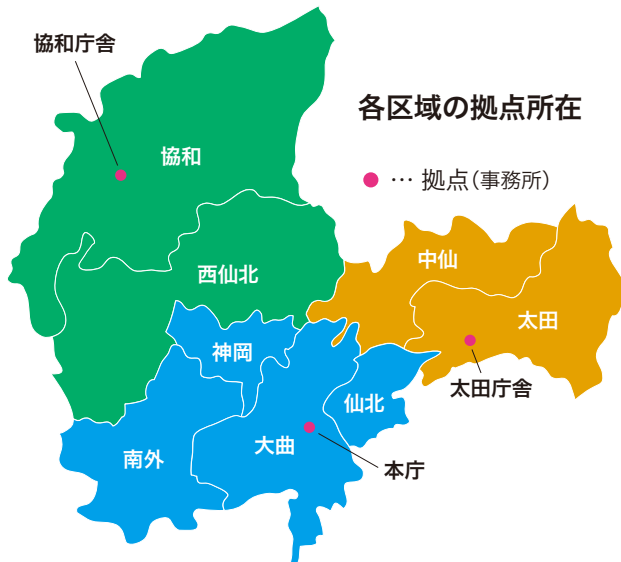 協和庁舎
各区域の拠点所在
協和
● … 拠点（事務所）
中仙
西仙北
太田
神岡
太田庁舎
仙北
大曲
南外
本庁